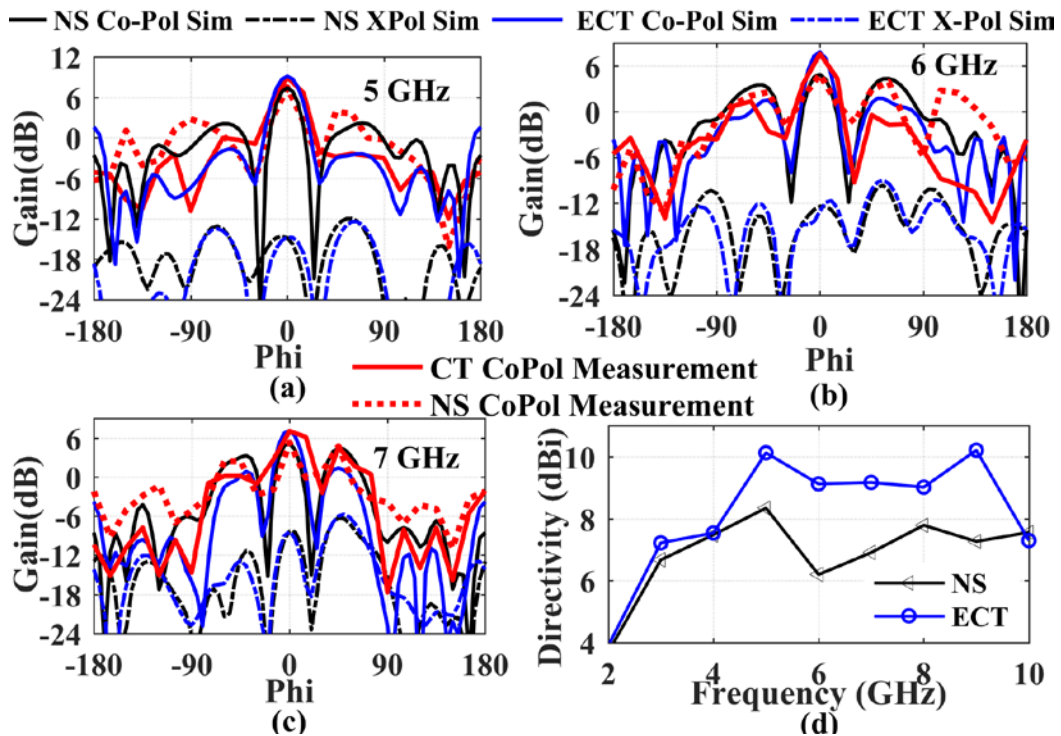 NS Co-Pol Sim NS XPol Sim ECT Co-Pol Sim ECT X-Pol Sim
12
6
0
-6
-12
-18
-24
Gain(dB)
5 GHz
-180 -90 0 90 180
Phi
(a)
6
0
-6
-12
-18
-24
Gain(dB)
6 GHz
-180 -90 0 90 180
Phi
(b)
CT CoPol Measurement
NS CoPol Measurement
6
0
-6
-12
-18
-24
Gain(dB)
7 GHz
-180 -90 0 90 180
Phi
(c)
10
8
6
4
Directivity (dBi)
NS
ECT
2 4 6 8 10
Frequency (GHz)
(d)